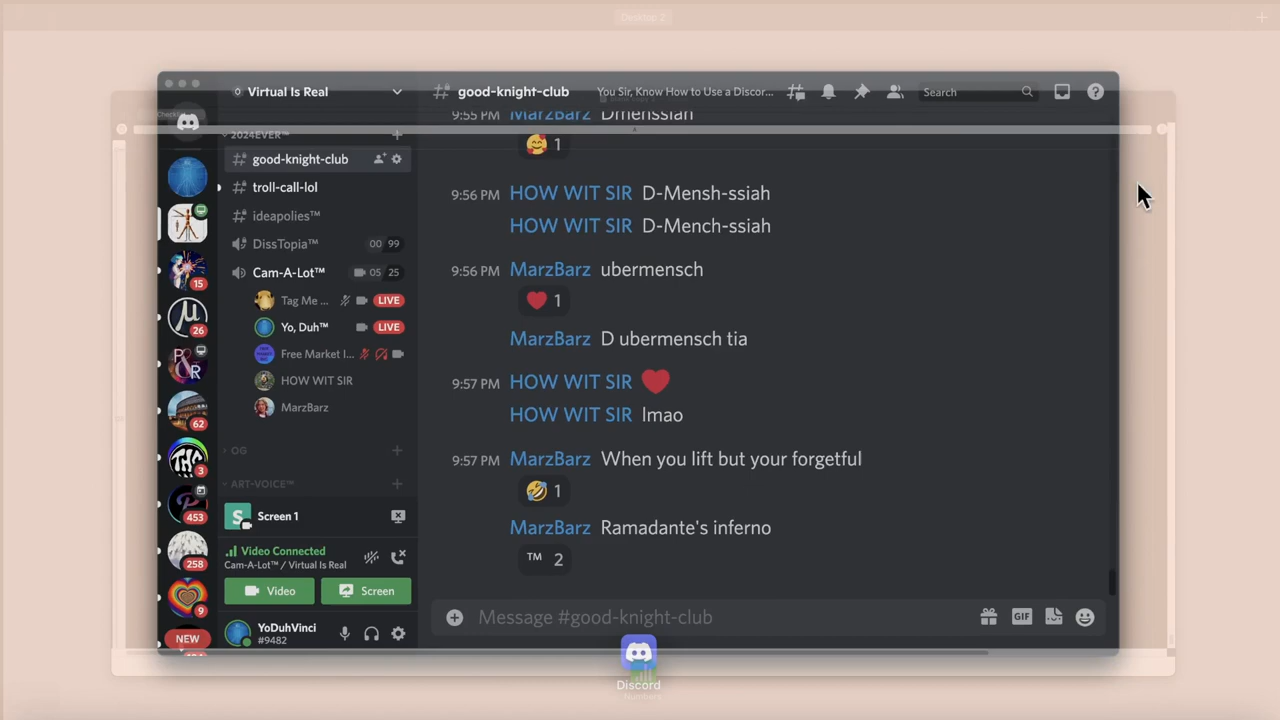 Desktop 2
Virtual Is Real
good-knight-club
You Sir, Know How to Use a Discor...
Search
2024EVER™
good-knight-club
troll-call-lol
ideapolies™
DissTopia™ 00 99
Cam-A-Lot™ 05 25
Tag Me ... LIVE
Yo, Duh™ LIVE
Free Market I...
HOW WIT SIR
MarzBarz
OG
ART-VOICE™
Screen 1
Video Connected
Cam-A-Lot™ / Virtual Is Real
Video
Screen
YoDuhVinci
#9482
15
26
62
3
453
258
9
NEW
9:55 PM MarzBarz Dmenssiah
1
9:56 PM HOW WIT SIR D-Mensh-ssiah
HOW WIT SIR D-Mench-ssiah
9:56 PM MarzBarz ubermensch
❤️ 1
MarzBarz D ubermensch tia
9:57 PM HOW WIT SIR ❤️
HOW WIT SIR lmao
9:57 PM MarzBarz When you lift but your forgetful
🤣 1
MarzBarz Ramadante's inferno
™ 2
Message #good-knight-club
GIF
Discord
Numbers